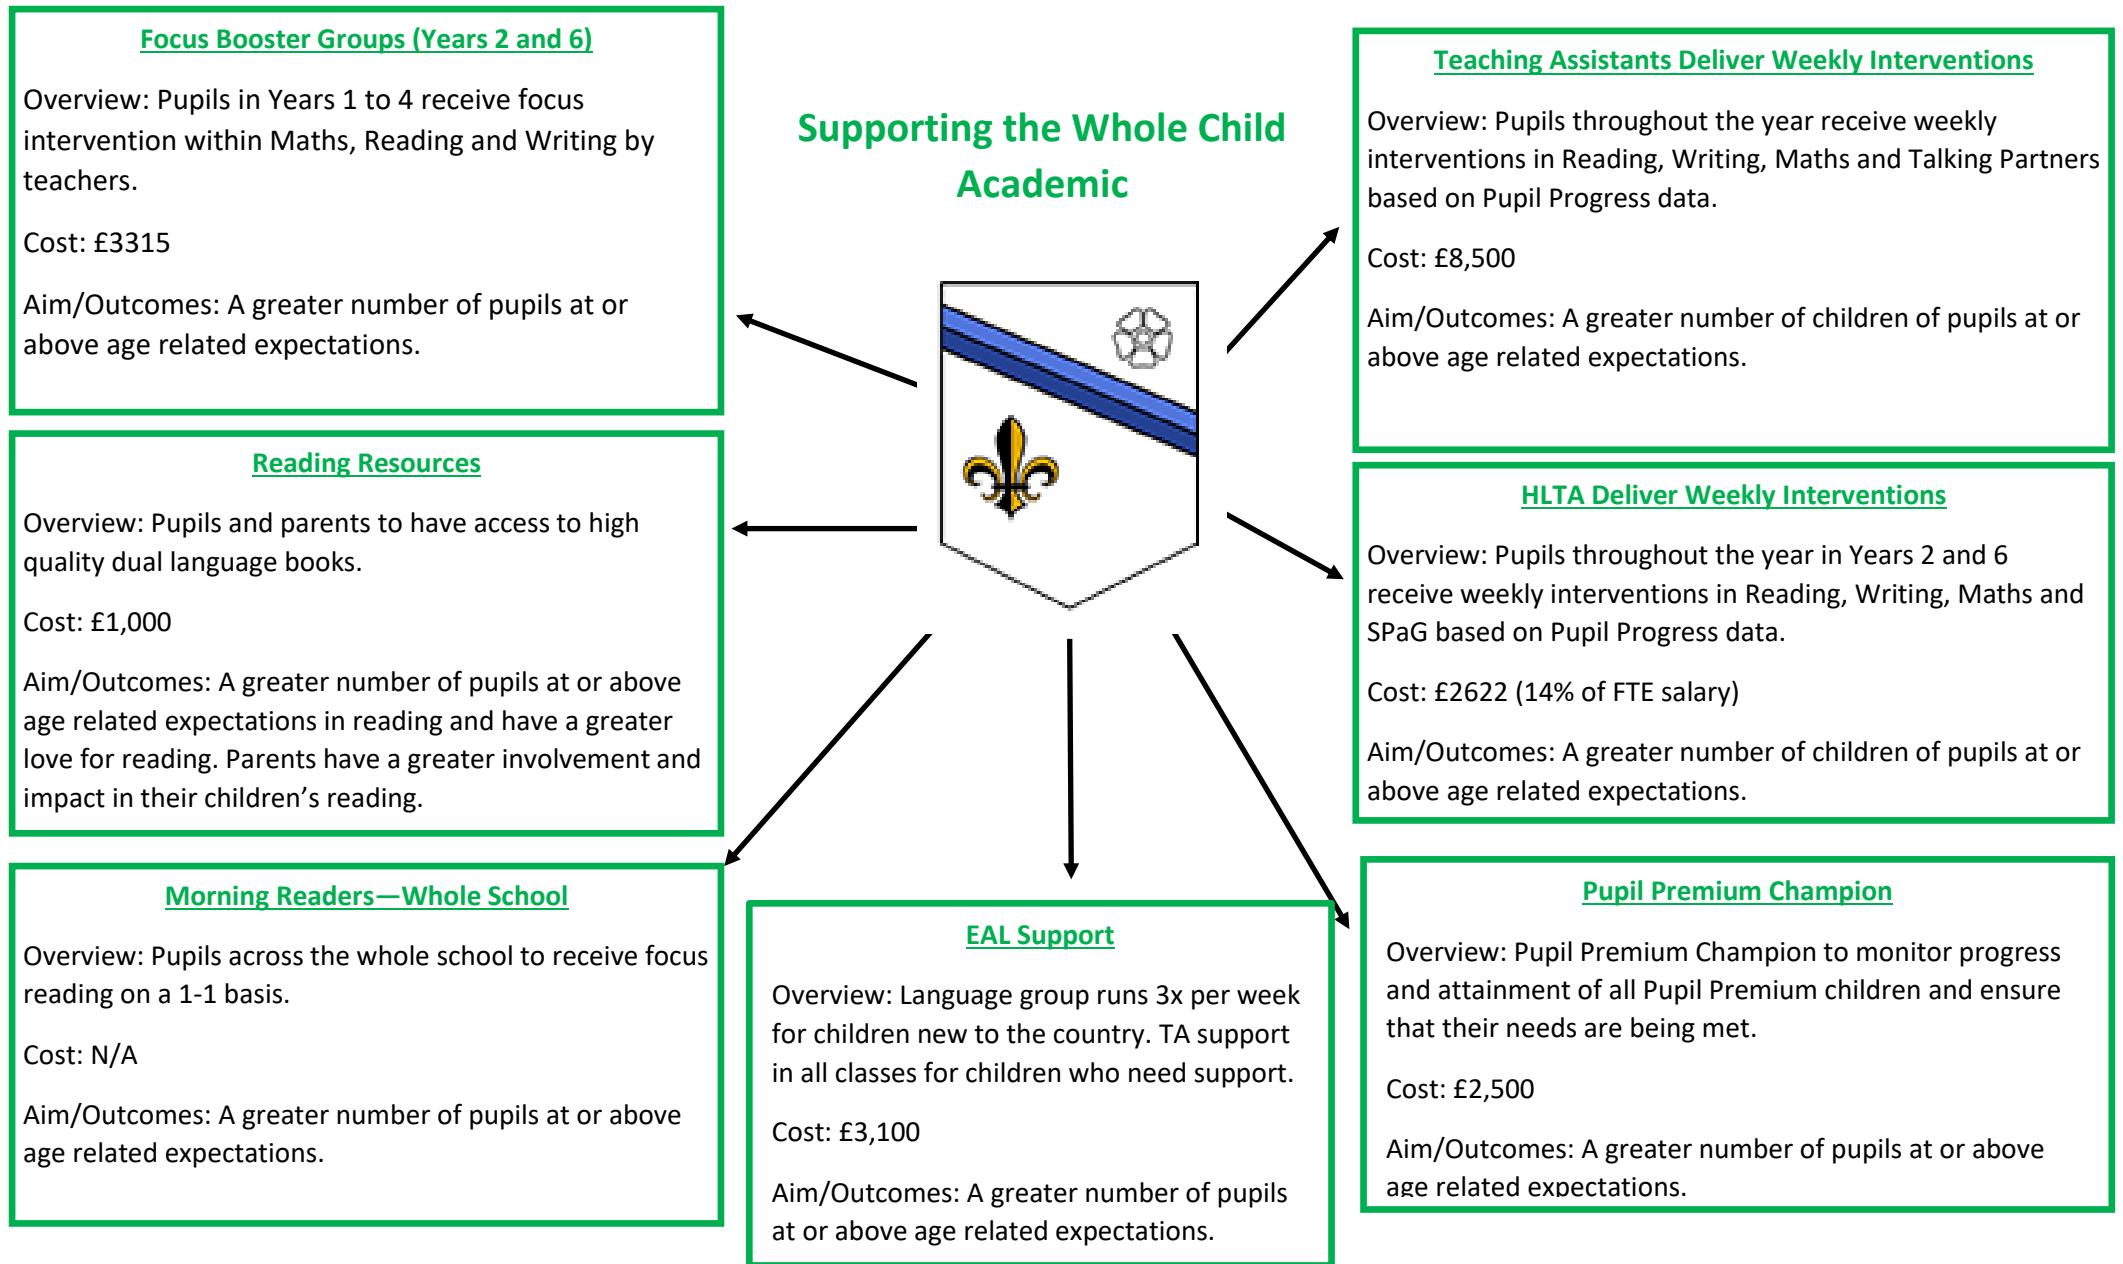 Supporting the Whole Child
Academic
Focus Booster Groups (Years 2 and 6)
Overview: Pupils in Years 1 to 4 receive focus
intervention within Maths, Reading and Writing by
teachers.
Cost: £3315
Aim/Outcomes: A greater number of pupils at or
above age related expectations.
Reading Resources
Overview: Pupils and parents to have access to high
quality dual language books.
Cost: £1,000
Aim/Outcomes: A greater number of pupils at or above
age related expectations in reading and have a greater
love for reading. Parents have a greater involvement and
impact in their children’s reading.
Morning Readers—Whole School
Overview: Pupils across the whole school to receive focus
reading on a 1-1 basis.
Cost: N/A
Aim/Outcomes: A greater number of pupils at or above
age related expectations.
EAL Support
Overview: Language group runs 3x per week
for children new to the country. TA support
in all classes for children who need support.
Cost: £3,100
Aim/Outcomes: A greater number of pupils
at or above age related expectations.
Teaching Assistants Deliver Weekly Interventions
Overview: Pupils throughout the year receive weekly
interventions in Reading, Writing, Maths and Talking Partners
based on Pupil Progress data.
Cost: £8,500
Aim/Outcomes: A greater number of children of pupils at or
above age related expectations.
HLTA Deliver Weekly Interventions
Overview: Pupils throughout the year in Years 2 and 6
receive weekly interventions in Reading, Writing, Maths and
SPaG based on Pupil Progress data.
Cost: £2622 (14% of FTE salary)
Aim/Outcomes: A greater number of children of pupils at or
above age related expectations.
Pupil Premium Champion
Overview: Pupil Premium Champion to monitor progress
and attainment of all Pupil Premium children and ensure
that their needs are being met.
Cost: £2,500
Aim/Outcomes: A greater number of pupils at or above
age related expectations.